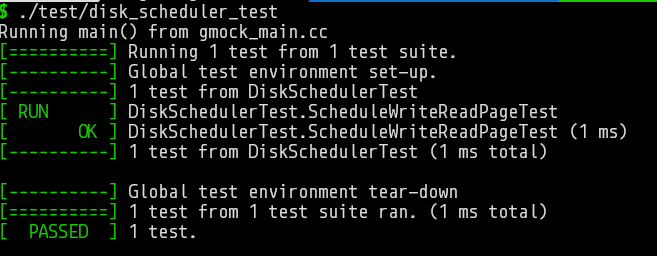 $ ./test/disk_scheduler_test
Running main() from gmock_main.cc
[==========] Running 1 test from 1 test suite.
[----------] Global test environment set-up.
[----------] 1 test from DiskSchedulerTest
[ RUN      ] DiskSchedulerTest.ScheduleWriteReadPageTest
[       OK ] DiskSchedulerTest.ScheduleWriteReadPageTest (1 ms)
[----------] 1 test from DiskSchedulerTest (1 ms total)

[----------] Global test environment tear-down
[==========] 1 test from 1 test suite ran. (1 ms total)
[  PASSED  ] 1 test.